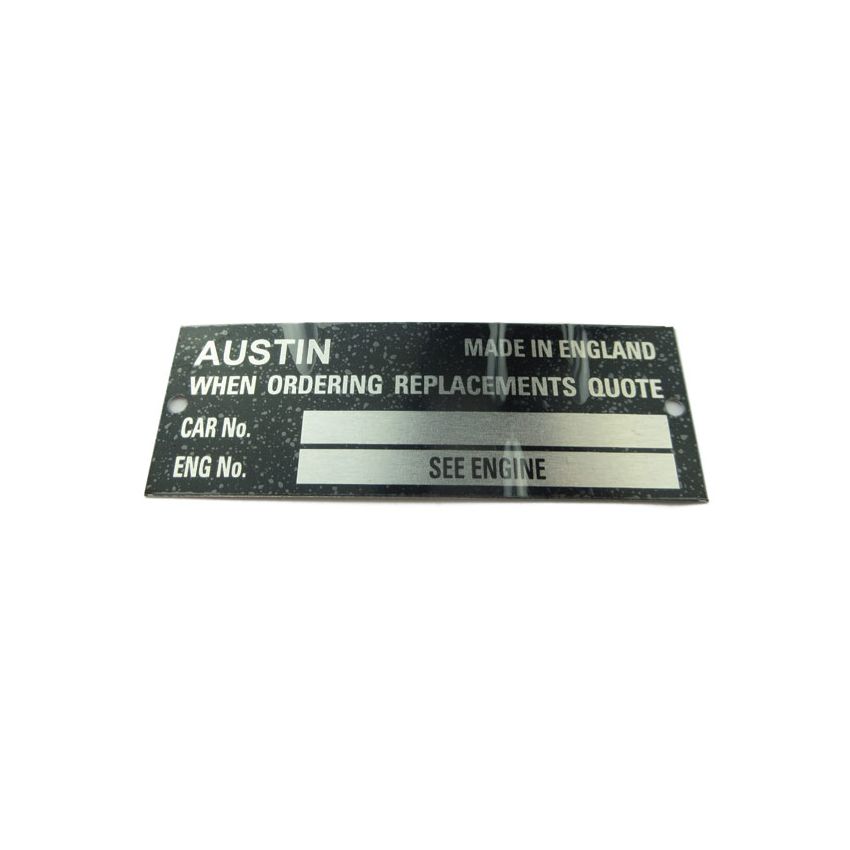 AUSTIN MADE IN ENGLAND
WHEN ORDERING REPLACEMENTS QUOTE
CAR No.
ENG No. SEE ENGINE